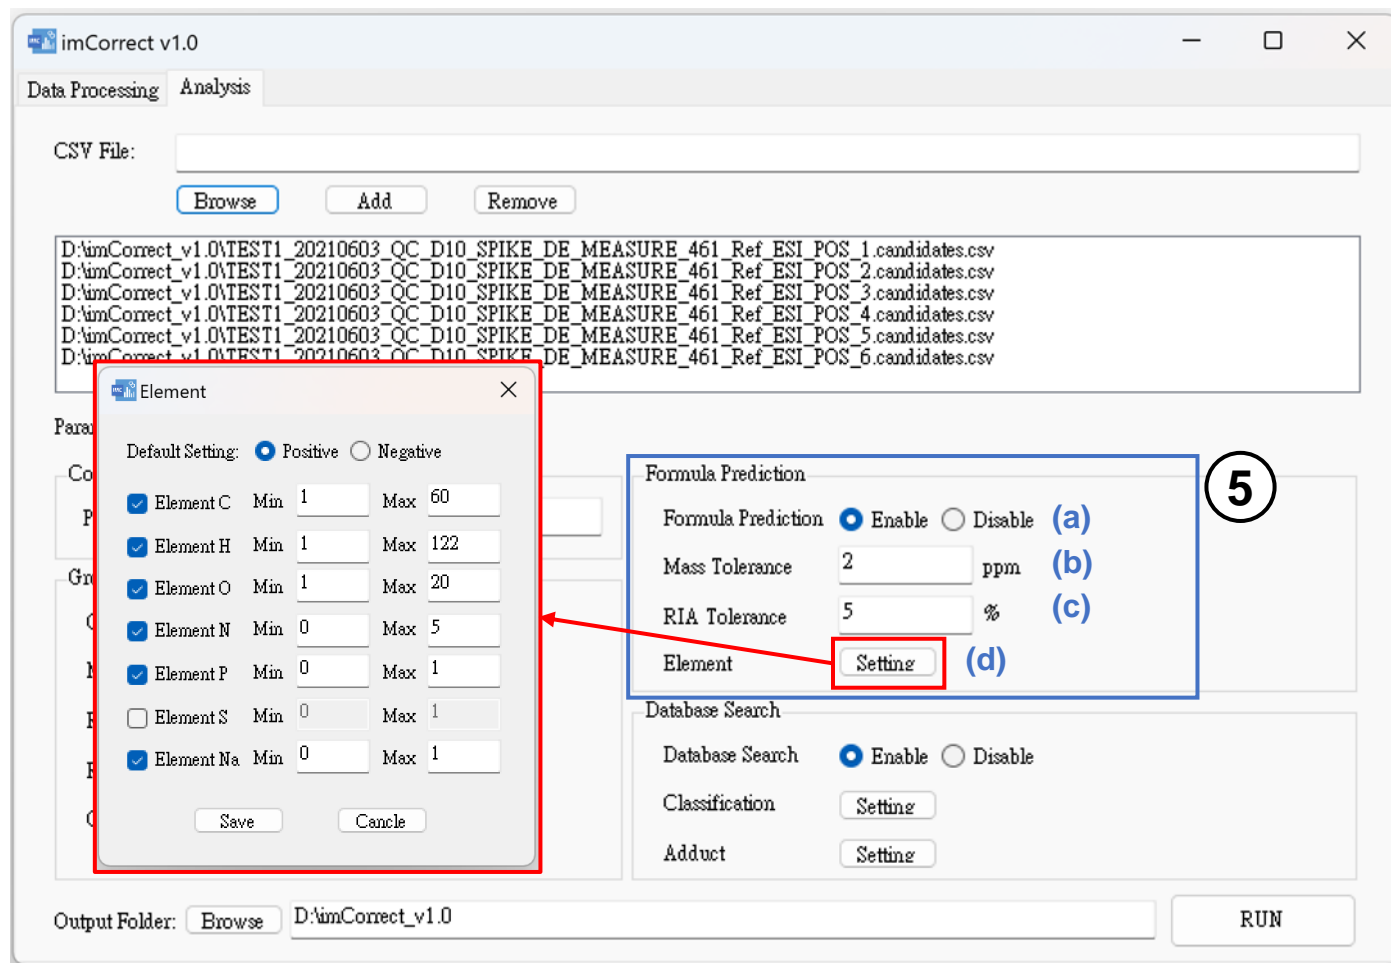 imCorrect v1.0
Data Processing Analysis
CSV File:
Browse Add Remove
D:\imCorrect_v1.0\TEST1_20210603_QC_D10_SPIKE_DE_MEASURE_461_Ref_ESI_POS_1.candidates.csv
D:\imCorrect_v1.0\TEST1_20210603_QC_D10_SPIKE_DE_MEASURE_461_Ref_ESI_POS_2.candidates.csv
D:\imCorrect_v1.0\TEST1_20210603_QC_D10_SPIKE_DE_MEASURE_461_Ref_ESI_POS_3.candidates.csv
D:\imCorrect_v1.0\TEST1_20210603_QC_D10_SPIKE_DE_MEASURE_461_Ref_ESI_POS_4.candidates.csv
D:\imCorrect_v1.0\TEST1_20210603_QC_D10_SPIKE_DE_MEASURE_461_Ref_ESI_POS_5.candidates.csv
D:\imCorrect_v1.0\TEST1_20210603_QC_D10_SPIKE_DE_MEASURE_461_Ref_ESI_POS_6.candidates.csv
Element
Default Setting: Positive Negative
Element C Min 1 Max 60
Element H Min 1 Max 122
Element O Min 1 Max 20
Element N Min 0 Max 5
Element P Min 0 Max 1
Element S Min 0 Max 1
Element Na Min 0 Max 1
Save Cancle
Formula Prediction
5
Formula Prediction Enable Disable (a)
Mass Tolerance 2 ppm (b)
RIA Tolerance 5 % (c)
Element Setting (d)
Database Search
Database Search Enable Disable
Classification Setting
Adduct Setting
Output Folder: Browse D:\imCorrect_v1.0 RUN